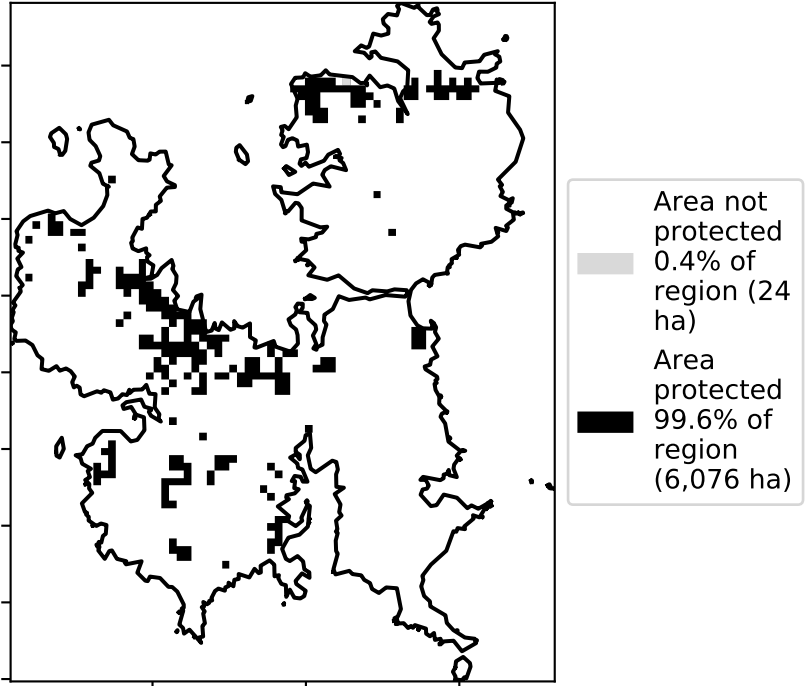 Area not
protected
0.4% of
region (24
ha)
Area
protected
99.6% of
region
(6,076 ha)